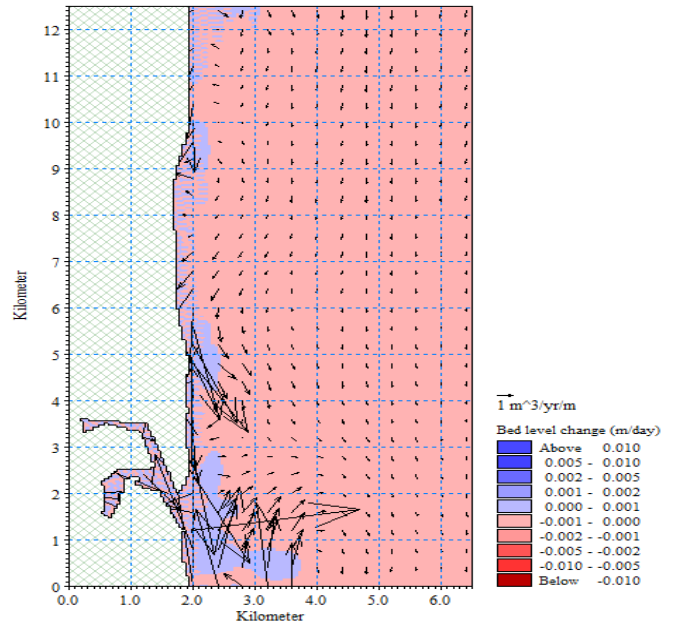 12
11
10
9
8
7
6
5
4
3
2
1
0
Kilometer
0.0 1.0 2.0 3.0 4.0 5.0 6.0
Kilometer
1 m^3/yr/m
Bed level change (m/day)
Above 0.010
0.005 - 0.010
0.002 - 0.005
0.001 - 0.002
0.000 - 0.001
-0.001 - 0.000
-0.002 - -0.001
-0.005 - -0.002
-0.010 - -0.005
Below -0.010